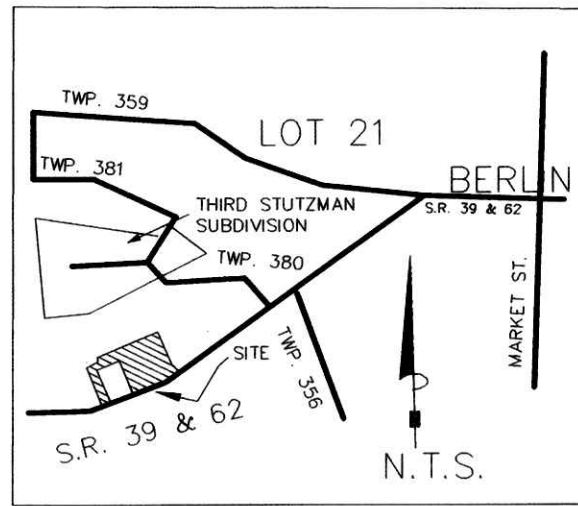 TWP. 359
LOT 21
TWP. 381
BERLIN
S.R. 39 & 62
THIRD STUTZMAN
SUBDIVISION
TWP. 380
MARKET ST.
SITE
TWP. 356
S.R. 39 & 62
N.T.S.